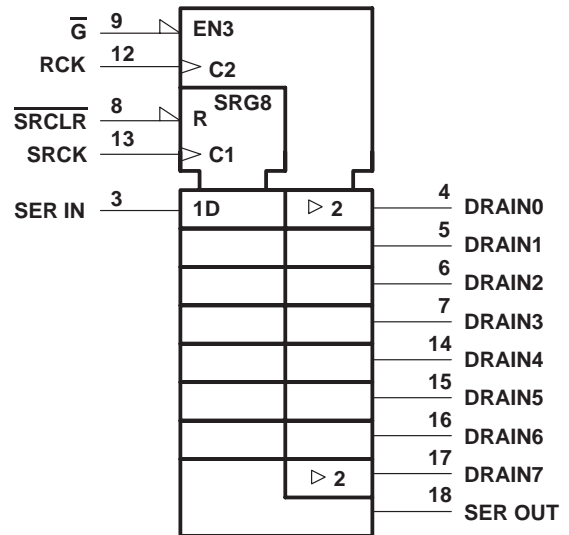 G̅ 9 EN3
RCK 12 C2
SRG8
S̅R̅C̅L̅R̅ 8 R
SRCK 13 C1
SER IN 3 1D ▷ 2 4 DRAIN0
5 DRAIN1
6 DRAIN2
7 DRAIN3
14 DRAIN4
15 DRAIN5
16 DRAIN6
▷ 2 17 DRAIN7
18 SER OUT